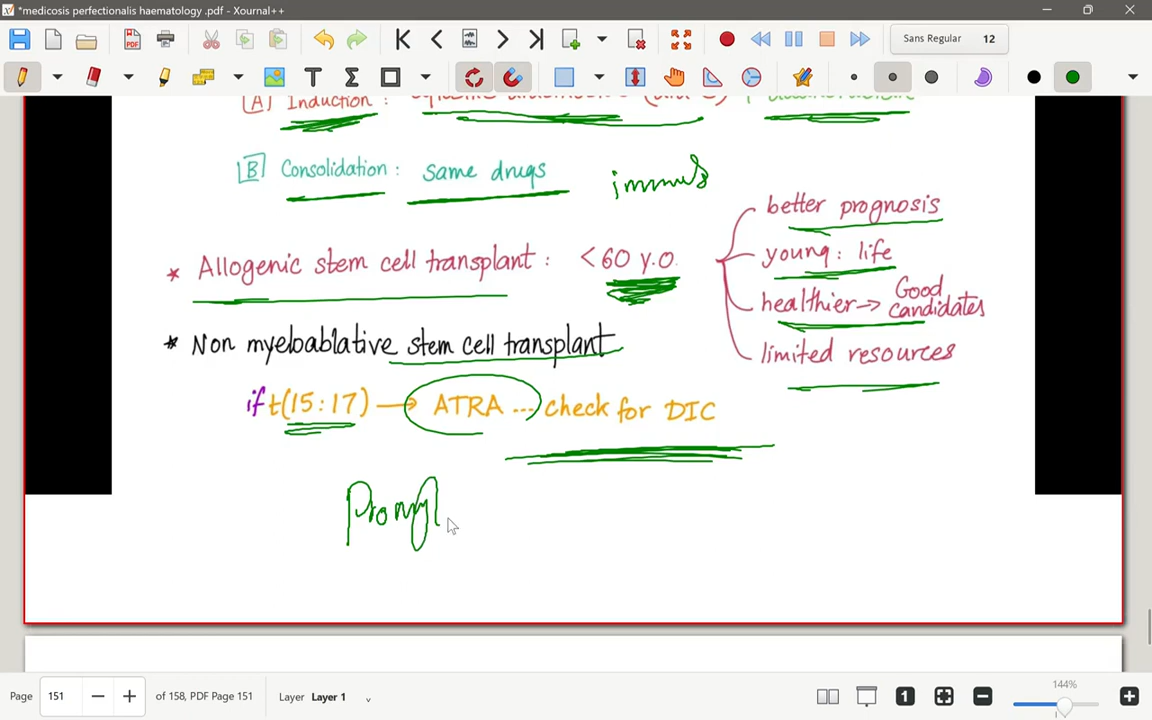 *medicosis perfectionalis haematology .pdf - Xournal++
Sans Regular 12
[A] Induction :
[B] Consolidation : same drugs
* Allogenic stem cell transplant : <60 y.o.
better prognosis
young : life
healthier → Good candidates
limited resources
* Non myeloablative stem cell transplant
if t(15:17) → ATRA ... check for DIC
Promyl
Page 151 of 158, PDF Page 151 Layer Layer 1
144%